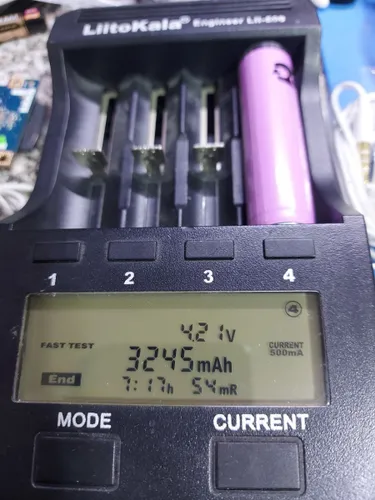 LiitoKala® Engineer Lii-500
1 2 3 4
4
4.21V
FAST TEST
CURRENT
500mA
3245mAh
End
7:17h 54mR
MODE CURRENT